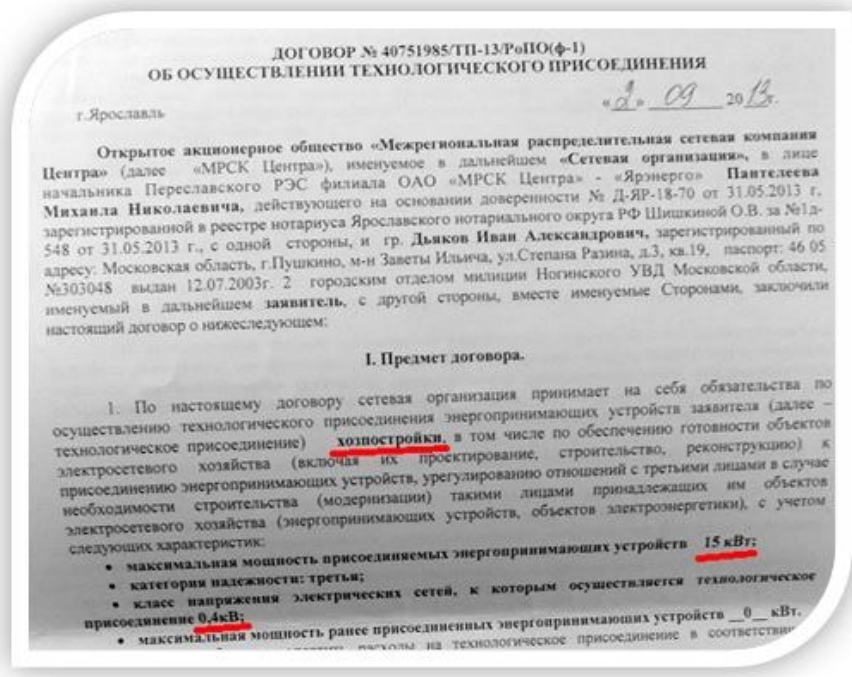 ДОГОВОР № 40751985/ТП-13/РоПО(ф-1)
ОБ ОСУЩЕСТВЛЕНИИ ТЕХНОЛОГИЧЕСКОГО ПРИСОЕДИНЕНИЯ
г.Ярославль
«2» 09 2013г.
Открытое акционерное общество «Межрегиональная распределительная сетевая компания
Центра» (далее «МРСК Центра»), именуемое в дальнейшем «Сетевая организация», в лице
начальника Переславского РЭС филиала ОАО «МРСК Центра» - «Ярэнерго» Пантелеева
Михаила Николаевича, действующего на основании доверенности № Д-ЯР-18-70 от 31.05.2013 г,
зарегистрированной в реестре нотариуса Ярославского нотариального округа РФ Шишкиной О.В. за №1д-
548 от 31.05.2013 г., с одной стороны, и гр. Дьяков Иван Александрович, зарегистрированный по
адресу: Московская область, г.Пушкино, м-н Заветы Ильича, ул.Степана Разина, д.3, кв.19, паспорт: 46 05
№303048 выдан 12.07.2003г. 2 городским отделом милиции Ногинского УВД Московской области,
именуемый в дальнейшем заявитель, с другой стороны, вместе именуемые Сторонами, заключили
настоящий договор о нижеследующем:
I. Предмет договора.
1. По настоящему договору сетевая организация принимает на себя обязательства по
осуществлению технологического присоединения энергопринимающих устройств заявителя (далее –
технологическое присоединение) хозпостройки, в том числе по обеспечению готовности объектов
электросетевого хозяйства (включая их проектирование, строительство, реконструкцию) к
присоединению энергопринимающих устройств, урегулированию отношений с третьими лицами в случае
необходимости строительства (модернизации) такими лицами принадлежащих им объектов
электросетевого хозяйства (энергопринимающих устройств, объектов электроэнергетики), с учетом
следующих характеристик:
• максимальная мощность присоединяемых энергопринимающих устройств 15 кВт;
• категория надежности: третья;
• класс напряжения электрических сетей, к которым осуществляется технологическое
присоединение 0,4кВ;
• максимальная мощность ранее присоединенных энергопринимающих устройств __0__ кВт.
расходы на технологическое присоединение в